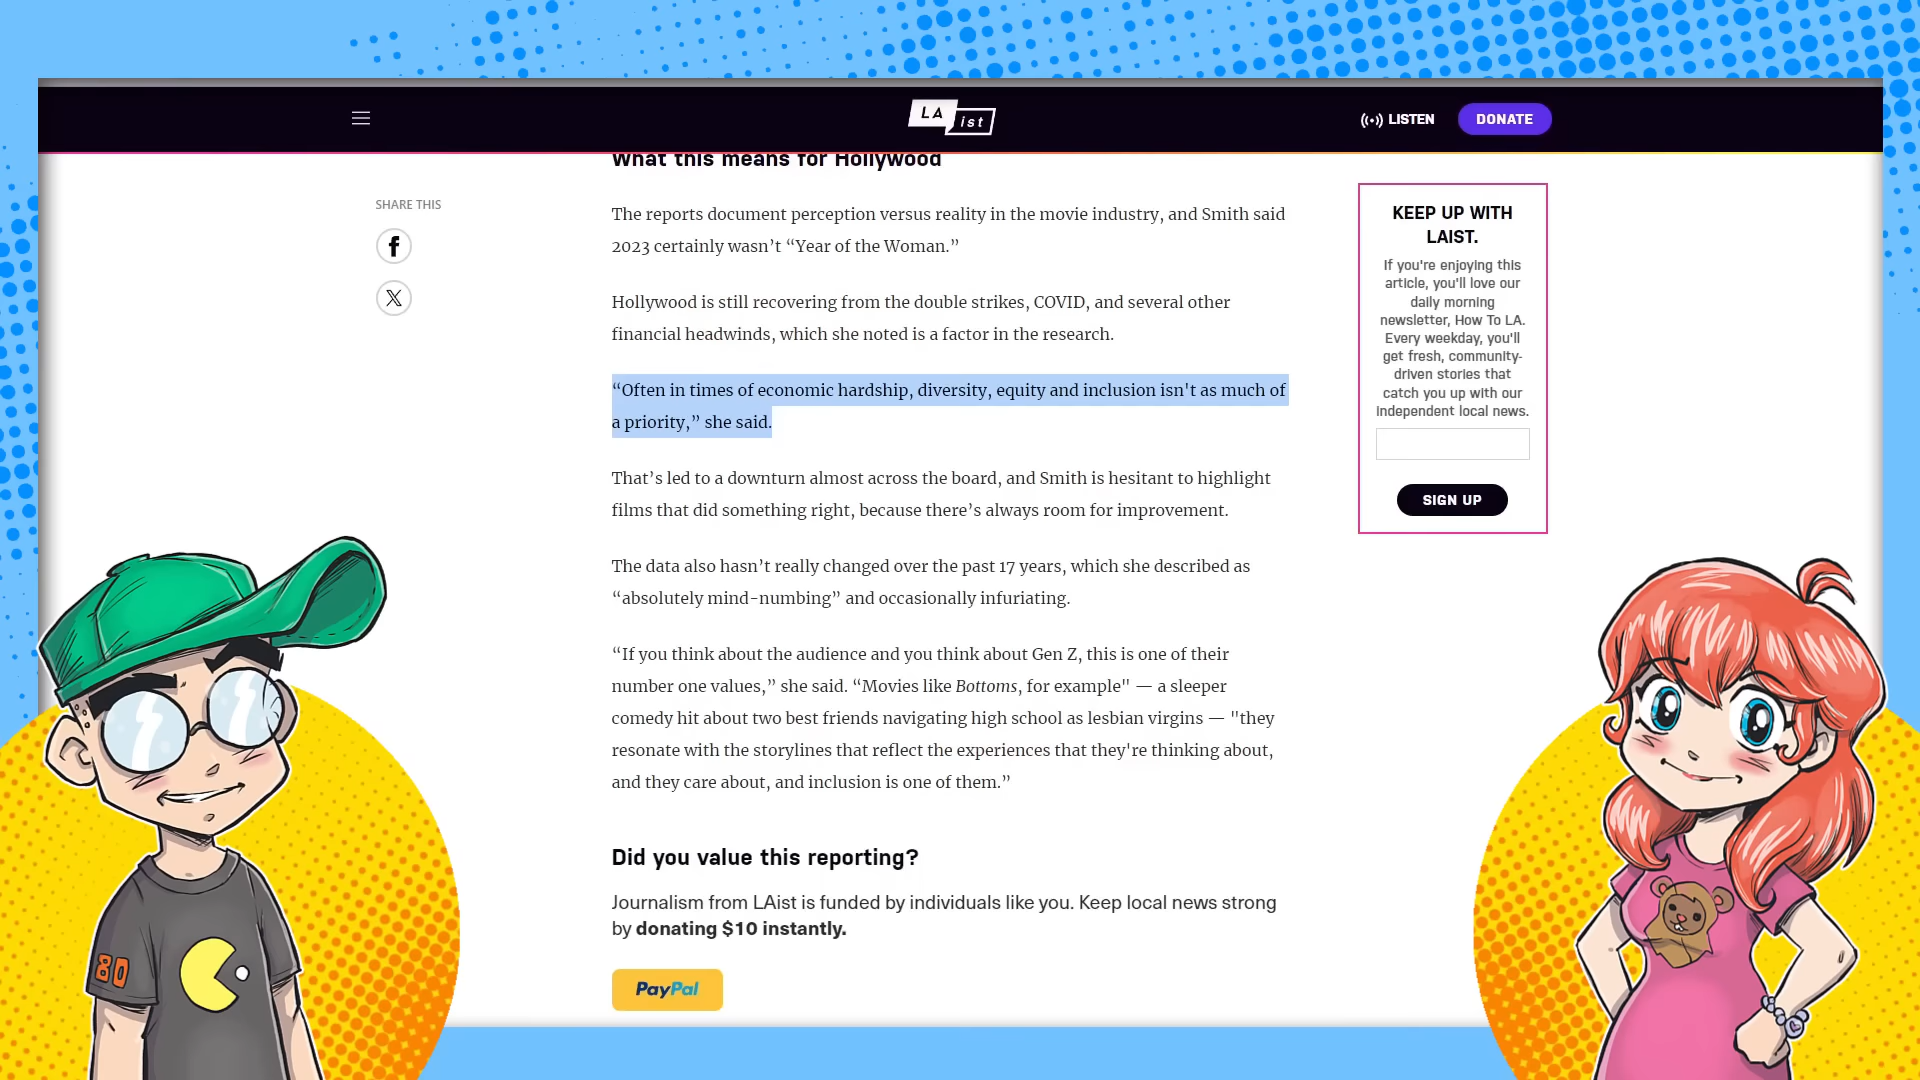 LA ist
LISTEN
DONATE
What this means for Hollywood
SHARE THIS
The reports document perception versus reality in the movie industry, and Smith said
2023 certainly wasn’t “Year of the Woman.”
Hollywood is still recovering from the double strikes, COVID, and several other
financial headwinds, which she noted is a factor in the research.
“Often in times of economic hardship, diversity, equity and inclusion isn't as much of
a priority,” she said.
That’s led to a downturn almost across the board, and Smith is hesitant to highlight
films that did something right, because there’s always room for improvement.
The data also hasn’t really changed over the past 17 years, which she described as
“absolutely mind-numbing” and occasionally infuriating.
“If you think about the audience and you think about Gen Z, this is one of their
number one values,” she said. “Movies like Bottoms, for example" — a sleeper
comedy hit about two best friends navigating high school as lesbian virgins — "they
resonate with the storylines that reflect the experiences that they're thinking about,
and they care about, and inclusion is one of them.”
Did you value this reporting?
Journalism from LAist is funded by individuals like you. Keep local news strong
by donating $10 instantly.
PayPal
KEEP UP WITH
LAIST.
If you're enjoying this
article, you'll love our
daily morning
newsletter, How To LA.
Every weekday, you'll
get fresh, community-
driven stories that
catch you up with our
independent local news.
SIGN UP
80